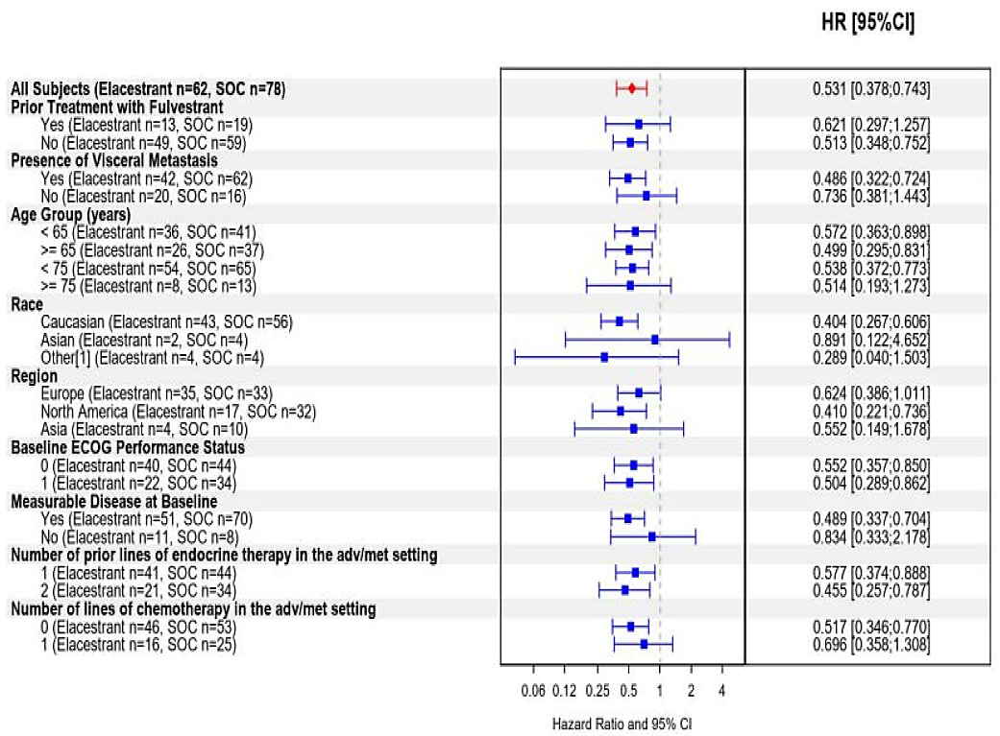 HR [95%CI]
All Subjects (Elacestrant n=62, SOC n=78) 0.531 [0.378;0.743]
Prior Treatment with Fulvestrant
Yes (Elacestrant n=13, SOC n=19) 0.621 [0.297;1.257]
No (Elacestrant n=49, SOC n=59) 0.513 [0.348;0.752]
Presence of Visceral Metastasis
Yes (Elacestrant n=42, SOC n=62) 0.486 [0.322;0.724]
No (Elacestrant n=20, SOC n=16) 0.736 [0.381;1.443]
Age Group (years)
< 65 (Elacestrant n=36, SOC n=41) 0.572 [0.363;0.898]
>= 65 (Elacestrant n=26, SOC n=37) 0.499 [0.295;0.831]
< 75 (Elacestrant n=54, SOC n=65) 0.538 [0.372;0.773]
>= 75 (Elacestrant n=8, SOC n=13) 0.514 [0.193;1.273]
Race
Caucasian (Elacestrant n=43, SOC n=56) 0.404 [0.267;0.606]
Asian (Elacestrant n=2, SOC n=4) 0.891 [0.122;4.652]
Other[1] (Elacestrant n=4, SOC n=4) 0.289 [0.040;1.503]
Region
Europe (Elacestrant n=35, SOC n=33) 0.624 [0.386;1.011]
North America (Elacestrant n=17, SOC n=32) 0.410 [0.221;0.736]
Asia (Elacestrant n=4, SOC n=10) 0.552 [0.149;1.678]
Baseline ECOG Performance Status
0 (Elacestrant n=40, SOC n=44) 0.552 [0.357;0.850]
1 (Elacestrant n=22, SOC n=34) 0.504 [0.289;0.862]
Measurable Disease at Baseline
Yes (Elacestrant n=51, SOC n=70) 0.489 [0.337;0.704]
No (Elacestrant n=11, SOC n=8) 0.834 [0.333;2.178]
Number of prior lines of endocrine therapy in the adv/met setting
1 (Elacestrant n=41, SOC n=44) 0.577 [0.374;0.888]
2 (Elacestrant n=21, SOC n=34) 0.455 [0.257;0.787]
Number of lines of chemotherapy in the adv/met setting
0 (Elacestrant n=46, SOC n=53) 0.517 [0.346;0.770]
1 (Elacestrant n=16, SOC n=25) 0.696 [0.358;1.308]
0.06 0.12 0.25 0.5 1 2 4
Hazard Ratio and 95% CI